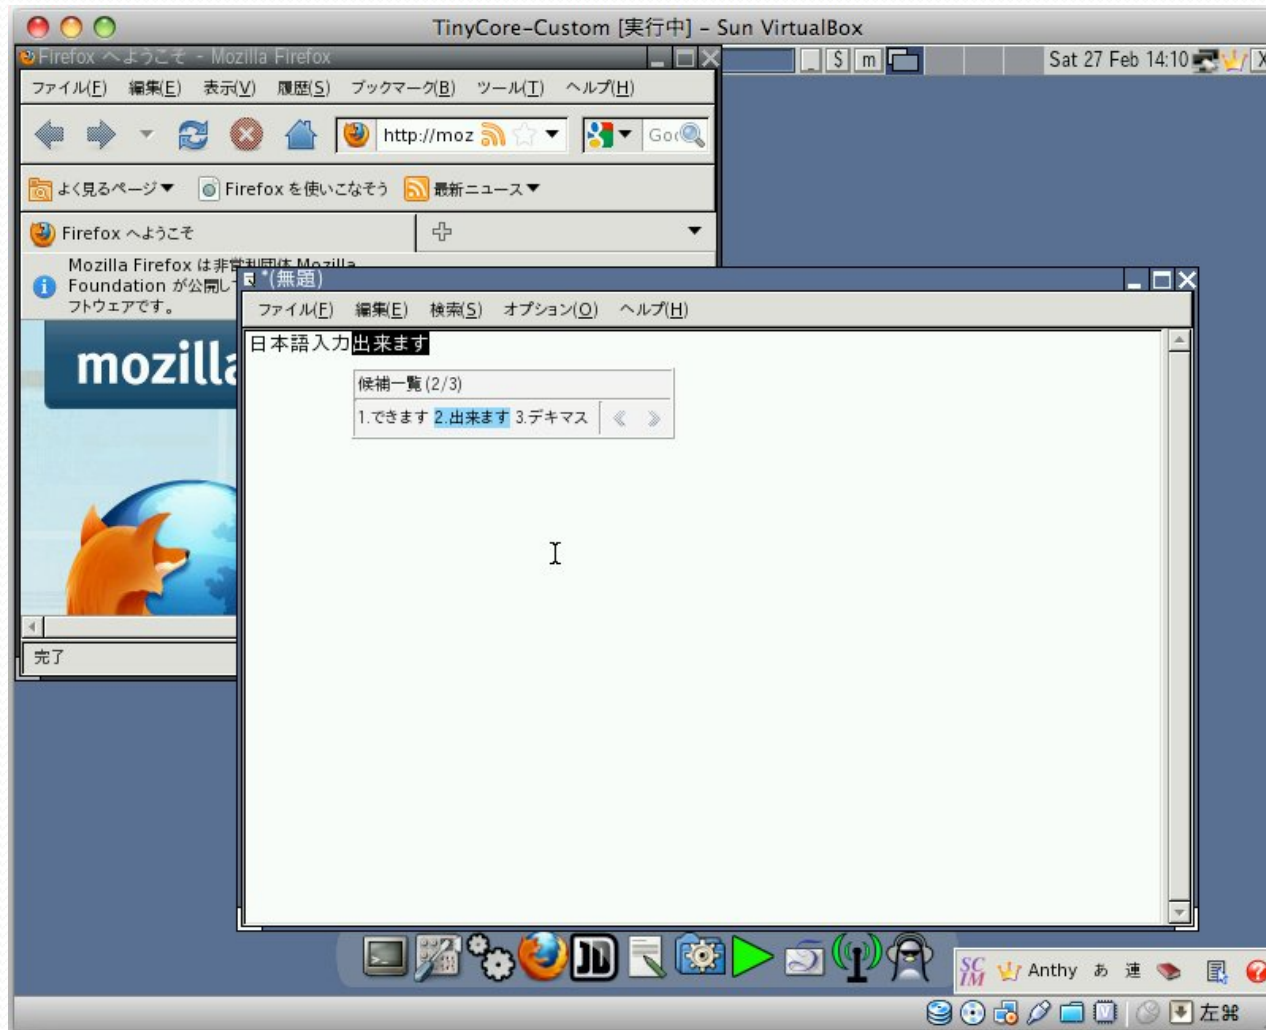 TinyCore-Custom [実行中] – Sun VirtualBox
Firefox へようこそ - Mozilla Firefox
_ $ m
Sat 27 Feb 14:10
ファイル(F) 編集(E) 表示(V) 履歴(S) ブックマーク(B) ツール(T) ヘルプ(H)
http://moz
よく見るページ Firefox を使いこなそう 最新ニュース
Firefox へようこそ
Mozilla Firefox は非営利団体 Mozilla
Foundation が公開し
フトウェアです。
mozilla
完了
*(無題)
ファイル(F) 編集(E) 検索(S) オプション(O) ヘルプ(H)
日本語入力出来ます
候補一覧 (2/3)
1.できます 2.出来ます 3.デキマス
SCIM Anthy あ 連
左⌘